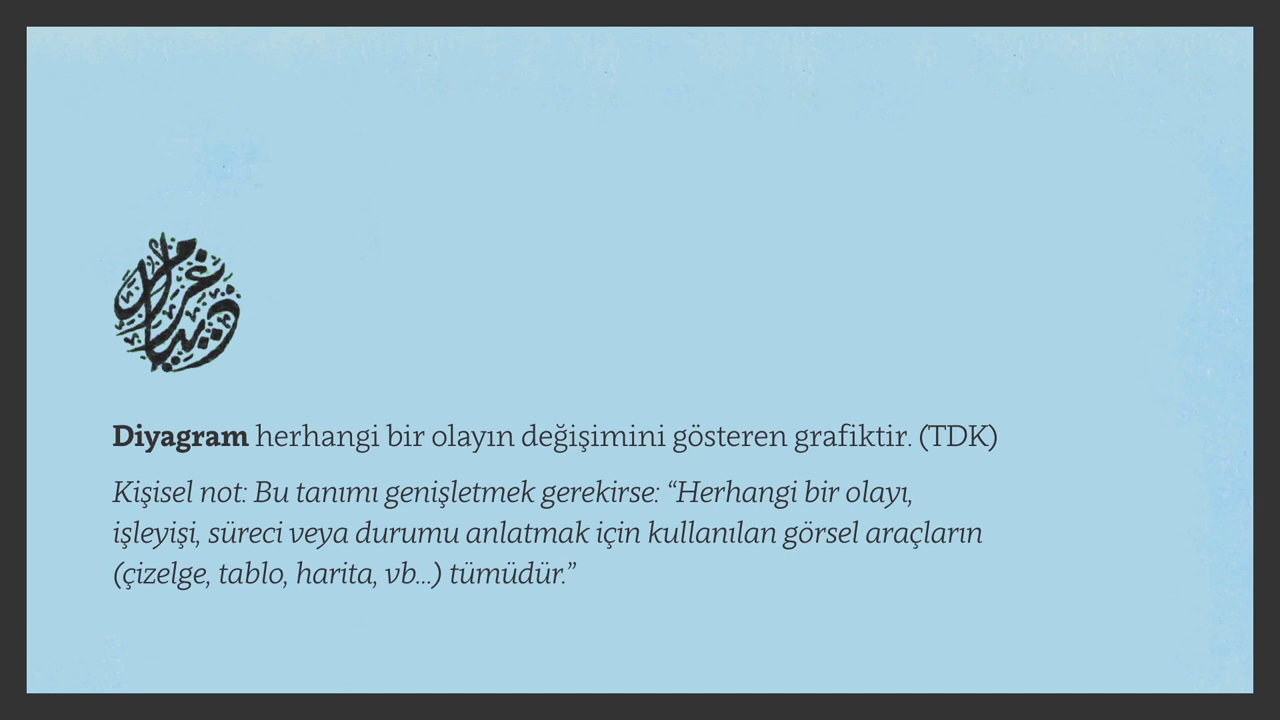 دياغرام
Diyagram herhangi bir olayın değişimini gösteren grafiktir. (TDK)
Kişisel not: Bu tanımı genişletmek gerekirse: “Herhangi bir olayı,
işleyişi, süreci veya durumu anlatmak için kullanılan görsel araçların
(çizelge, tablo, harita, vb...) tümüdür.”